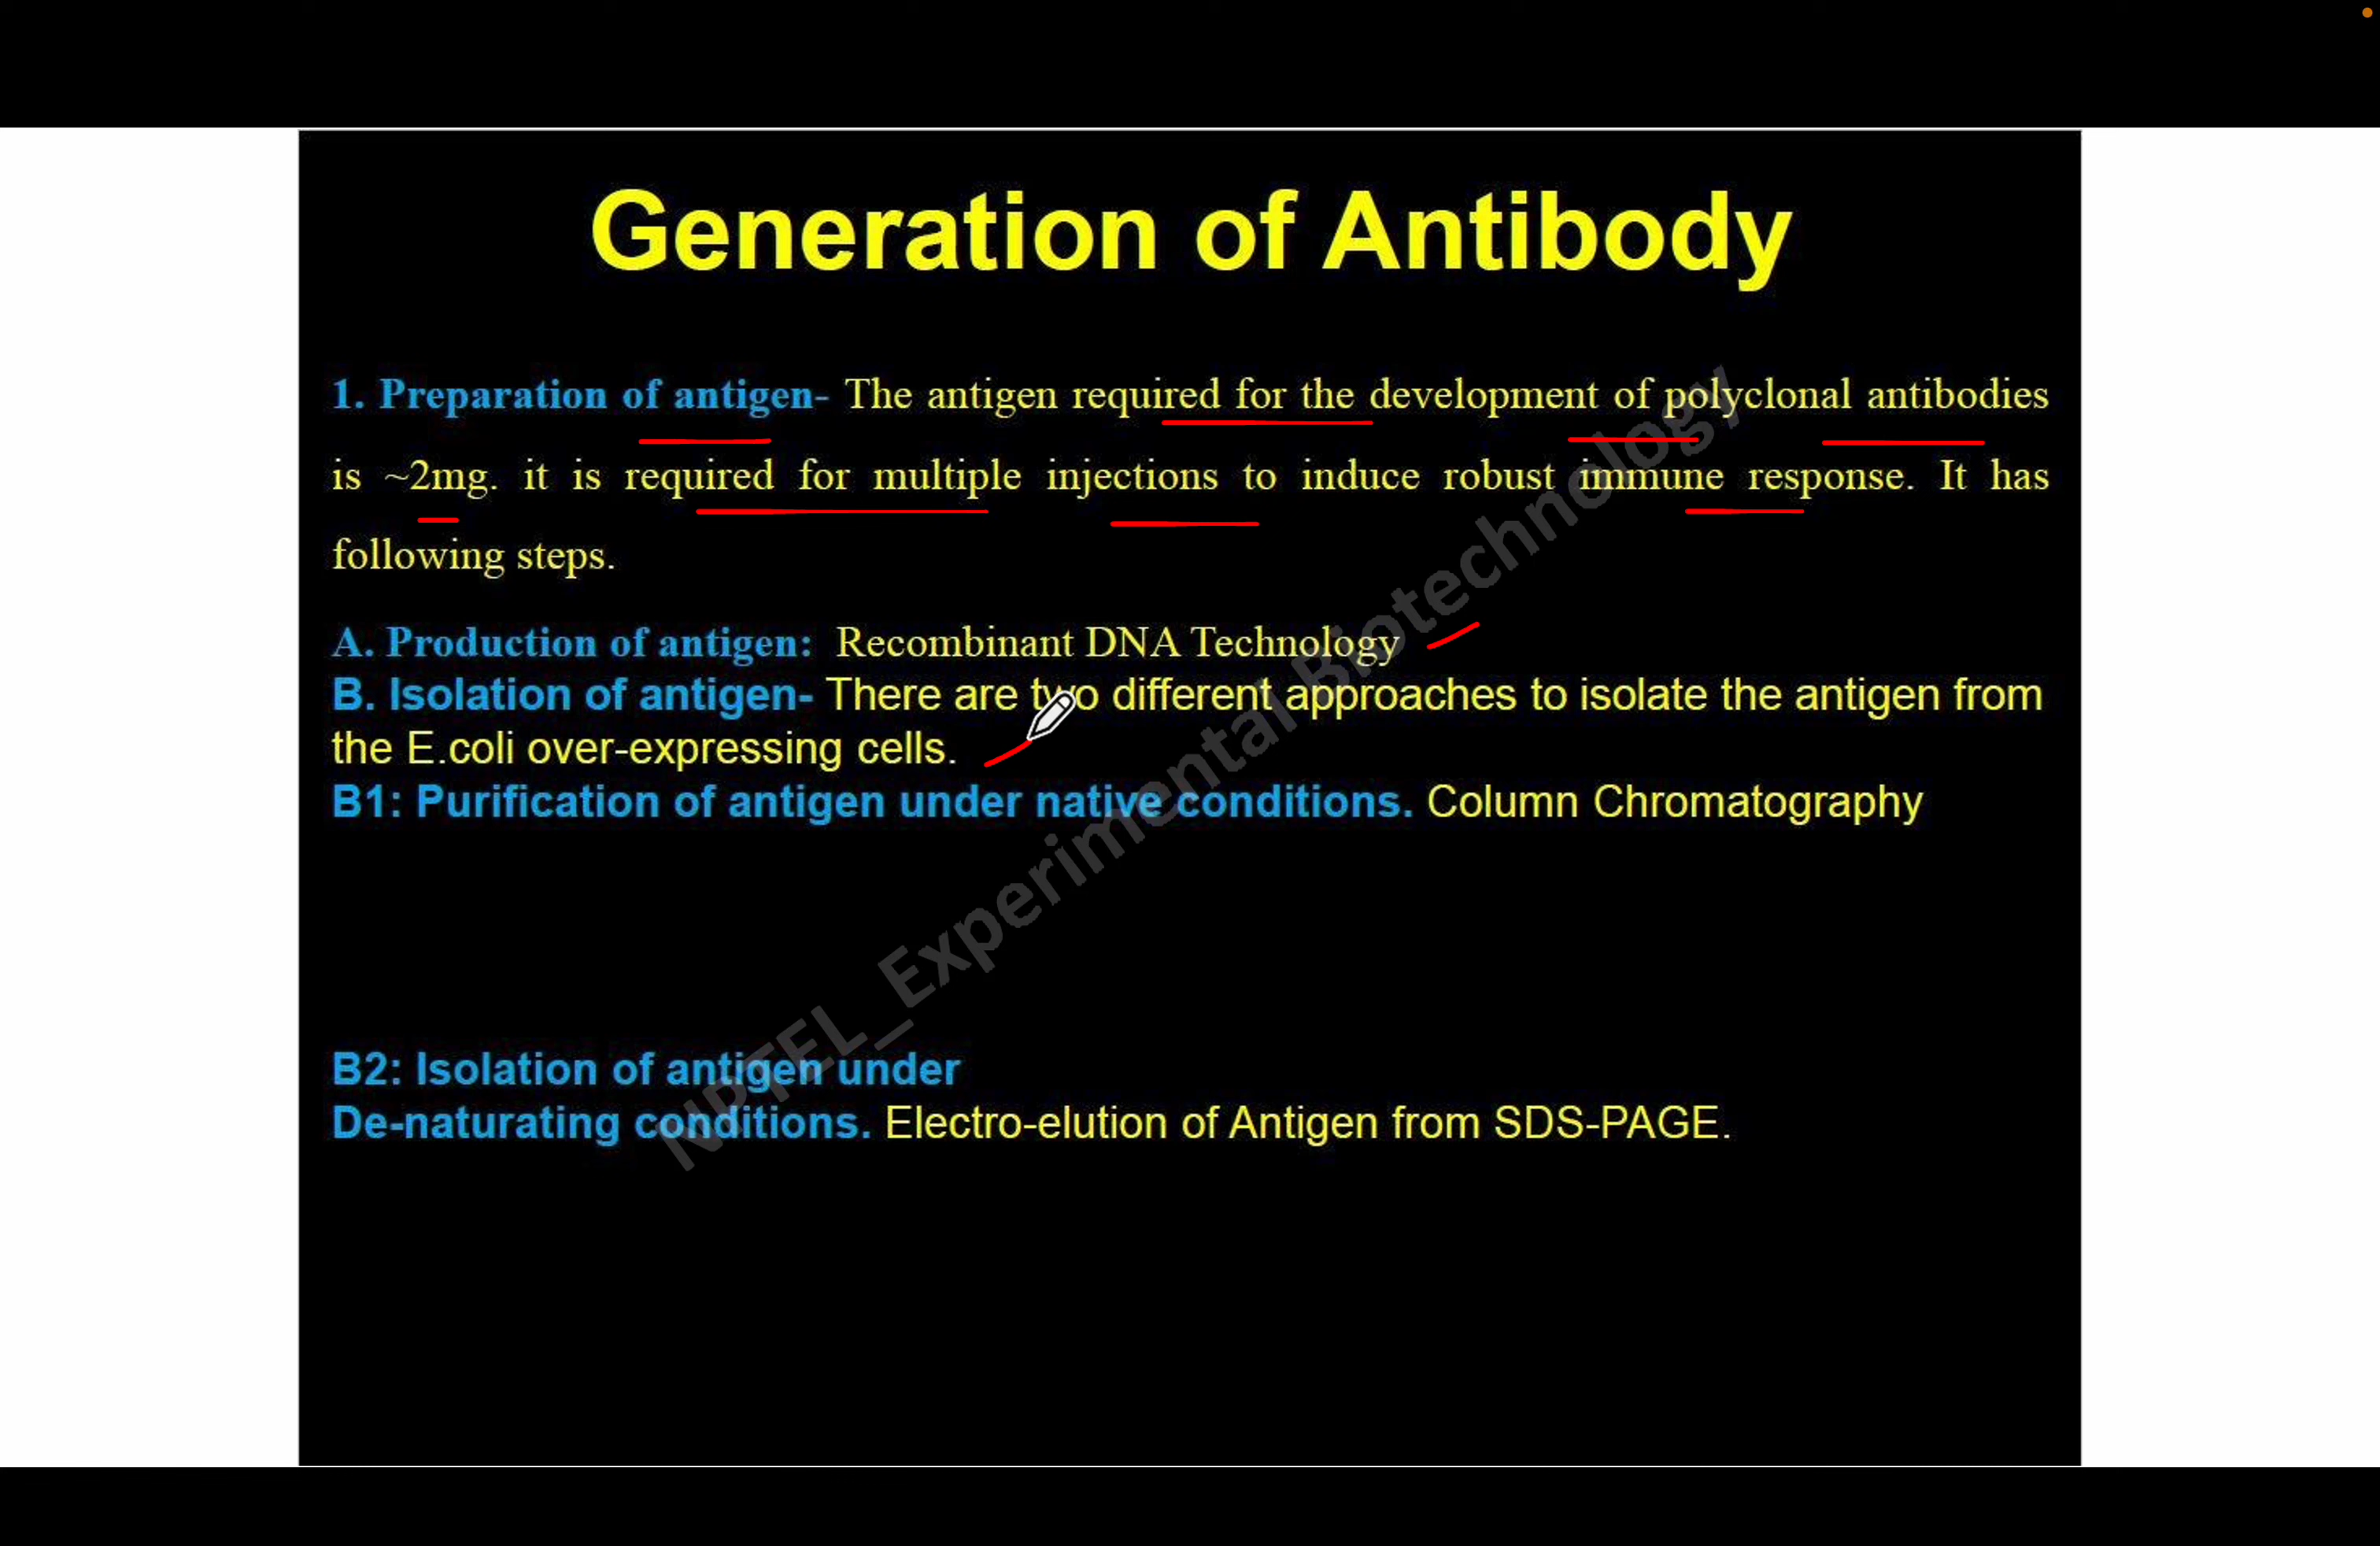 Generation of Antibody
1. Preparation of antigen- The antigen required for the development of polyclonal antibodies
is ~2mg. it is required for multiple injections to induce robust immune response. It has
following steps.
A. Production of antigen: Recombinant DNA Technology
B. Isolation of antigen- There are two different approaches to isolate the antigen from
the E.coli over-expressing cells.
B1: Purification of antigen under native conditions. Column Chromatography
B2: Isolation of antigen under
De-naturating conditions. Electro-elution of Antigen from SDS-PAGE.
NPTEL_Experimental Biotechnology